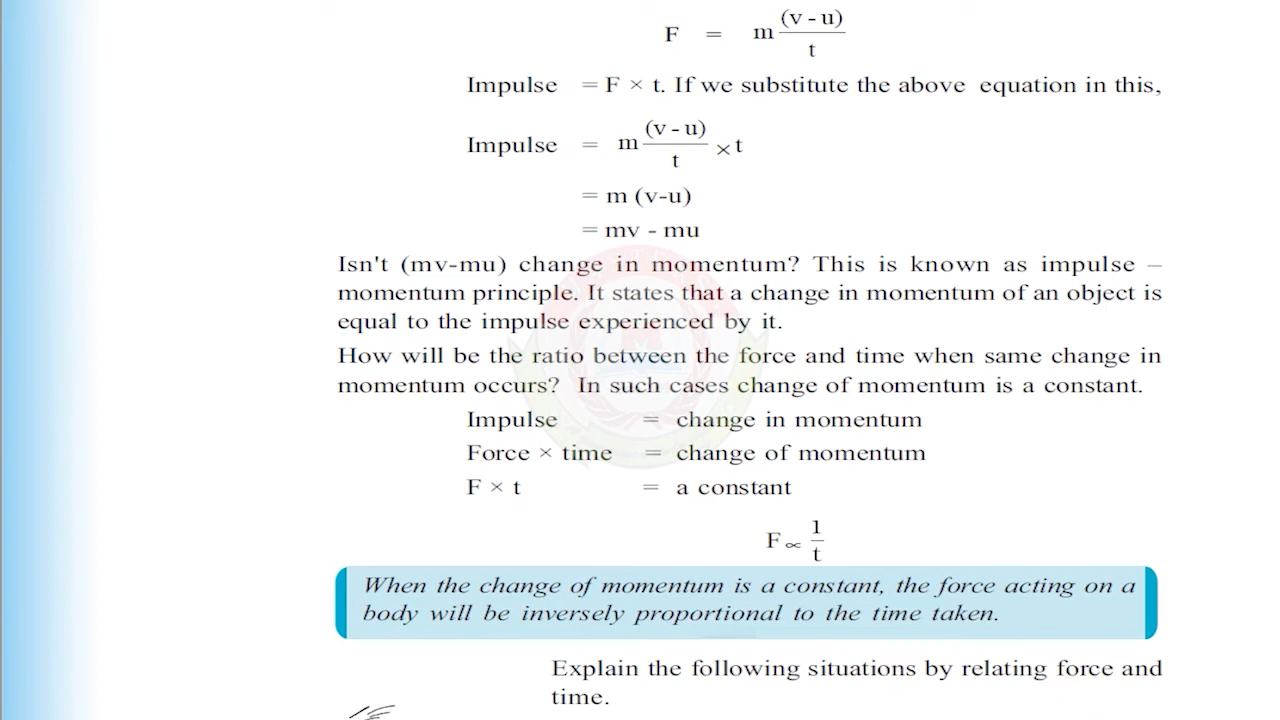 F = m (v - u) / t
Impulse = F × t. If we substitute the above equation in this,
Impulse = m (v - u) / t × t
= m (v-u)
= mv - mu
Isn't (mv-mu) change in momentum? This is known as impulse –
momentum principle. It states that a change in momentum of an object is
equal to the impulse experienced by it.
How will be the ratio between the force and time when same change in
momentum occurs? In such cases change of momentum is a constant.
Impulse = change in momentum
Force × time = change of momentum
F × t = a constant
F ∝ 1 / t
When the change of momentum is a constant, the force acting on a
body will be inversely proportional to the time taken.
Explain the following situations by relating force and
time.